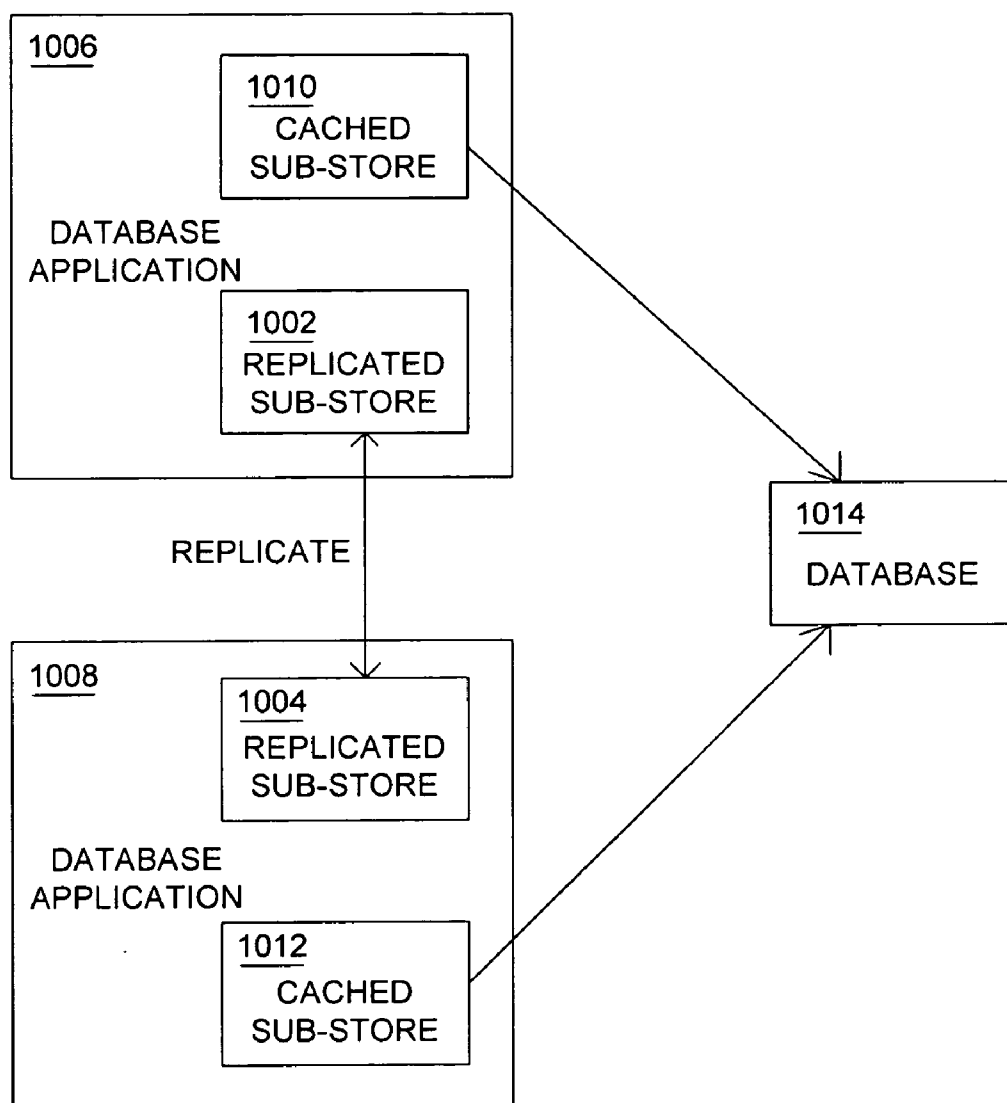 1006
1010
CACHED
SUB-STORE
DATABASE
APPLICATION
1002
REPLICATED
SUB-STORE
REPLICATE
1014
DATABASE
1008
1004
REPLICATED
SUB-STORE
DATABASE
APPLICATION
1012
CACHED
SUB-STORE